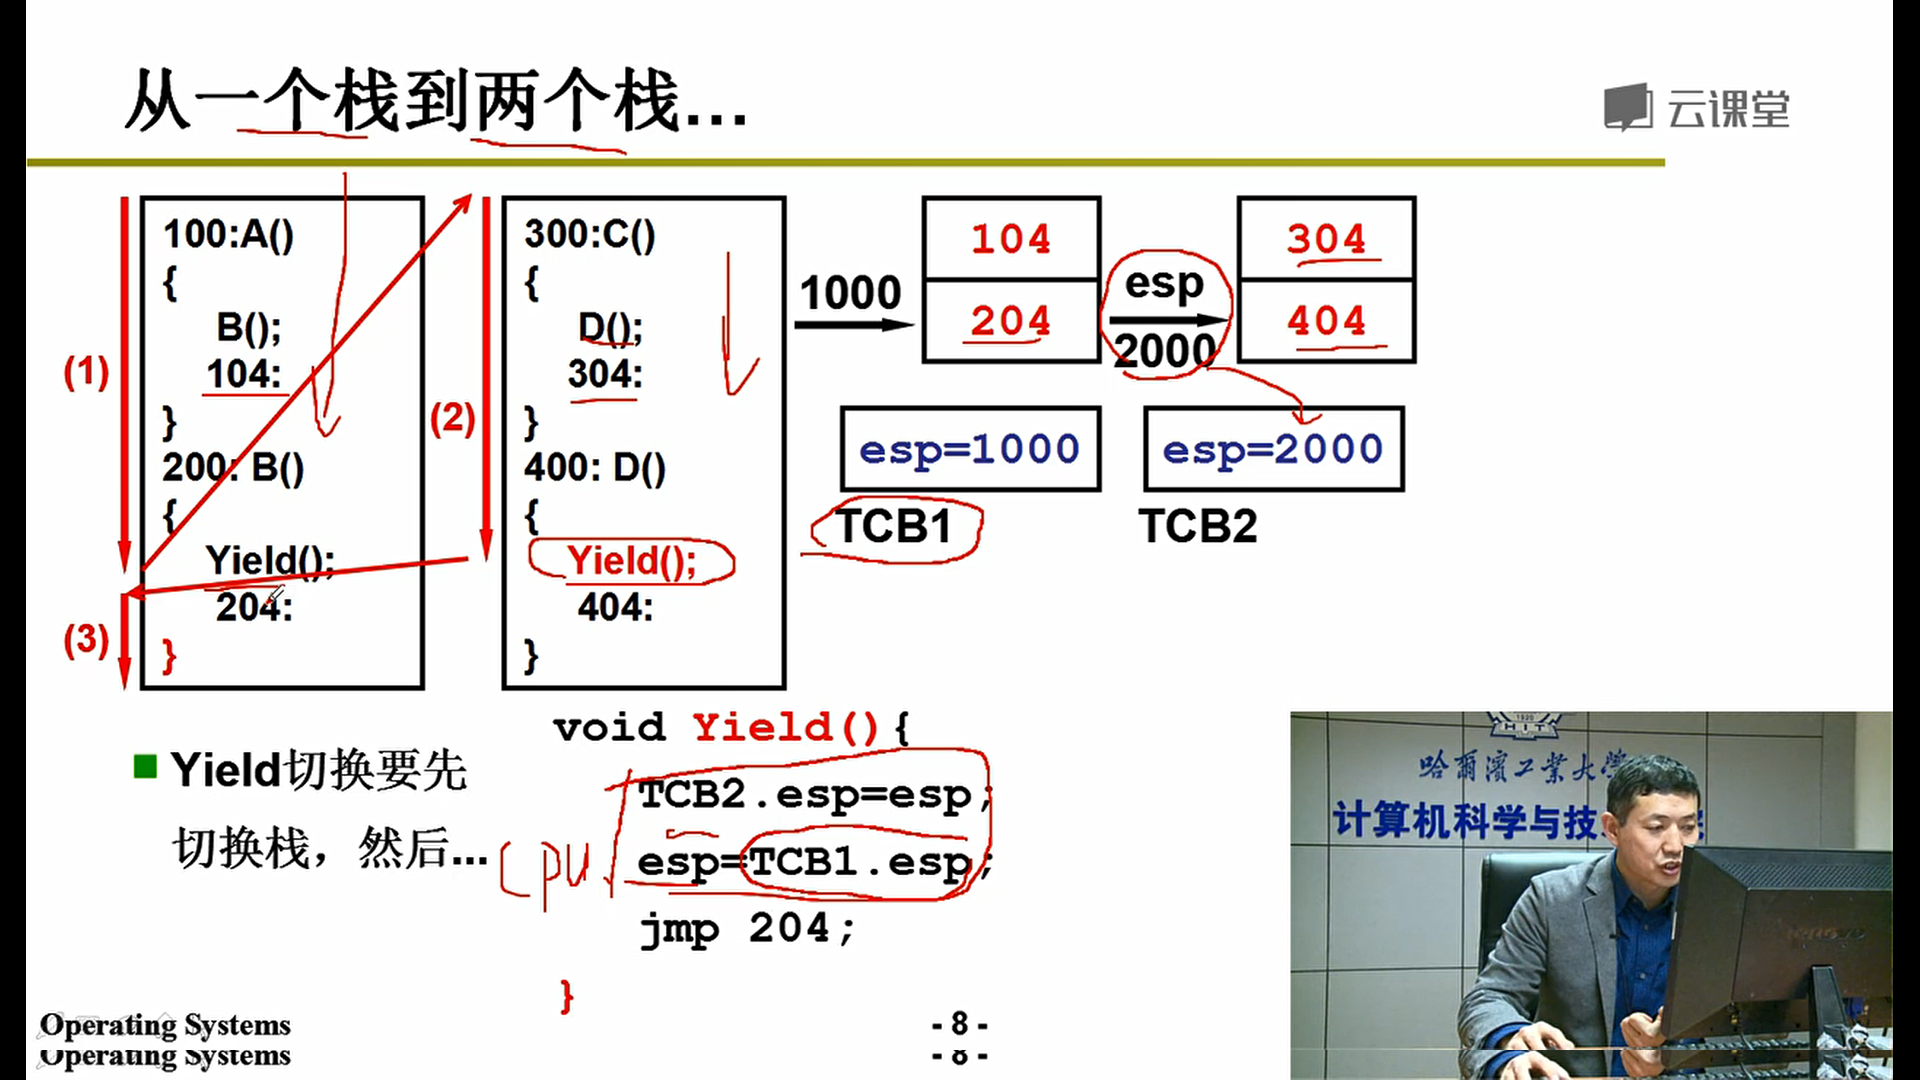 从一个栈到两个栈...
云课堂
(1)
(2)
(3)
100:A()
{
B();
104:
}
200: B()
{
Yield();
204:
}
300:C()
{
D();
304:
}
400: D()
{
Yield();
404:
}
1000
104
204
esp
2000
304
404
esp=1000
esp=2000
TCB1
TCB2
Yield切换要先
切换栈，然后...
cpu
void Yield(){
TCB2.esp=esp;
esp=TCB1.esp;
jmp 204;
}
HIT
哈尔滨工业大学
计算机科学与技
Operating Systems
- 8 -
Operating Systems
- 8 -